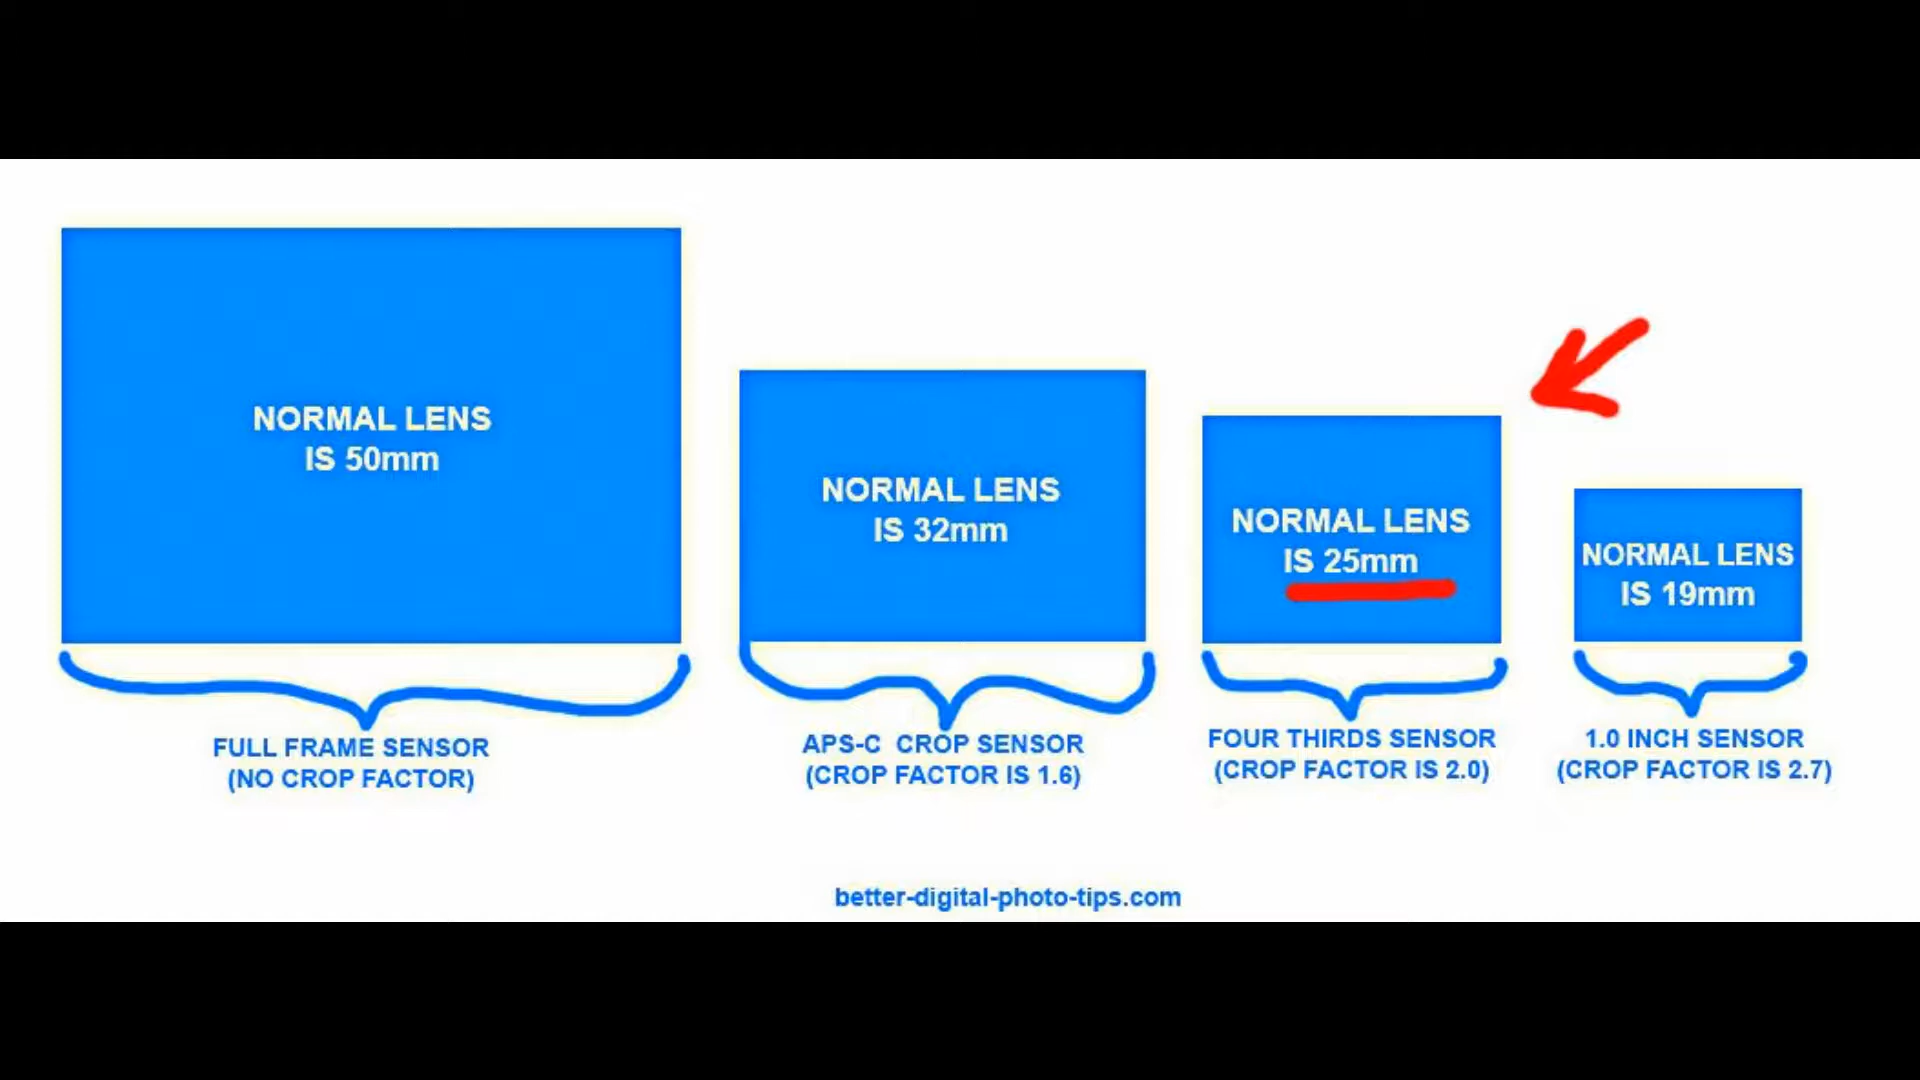 NORMAL LENS
IS 50mm
NORMAL LENS
IS 32mm
NORMAL LENS
IS 25mm
NORMAL LENS
IS 19mm
FULL FRAME SENSOR
(NO CROP FACTOR)
APS-C CROP SENSOR
(CROP FACTOR IS 1.6)
FOUR THIRDS SENSOR
(CROP FACTOR IS 2.0)
1.0 INCH SENSOR
(CROP FACTOR IS 2.7)
better-digital-photo-tips.com